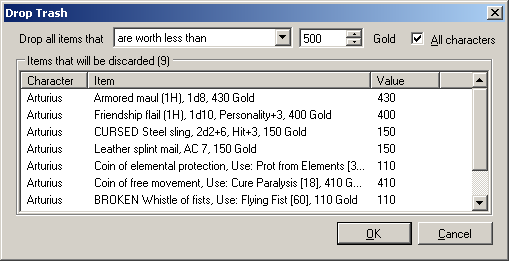 Drop Trash
Drop all items that are worth less than 500 Gold All characters
Items that will be discarded (9)
Character Item Value
Arturius Armored maul (1H), 1d8, 430 Gold 430
Arturius Friendship flail (1H), 1d10, Personality+3, 400 Gold 400
Arturius CURSED Steel sling, 2d2+6, Hit+3, 150 Gold 150
Arturius Leather splint mail, AC 7, 150 Gold 150
Arturius Coin of elemental protection, Use: Prot from Elements [3... 110
Arturius Coin of free movement, Use: Cure Paralysis [18], 410 G... 410
Arturius BROKEN Whistle of fists, Use: Flying Fist [60], 110 Gold 110
OK Cancel